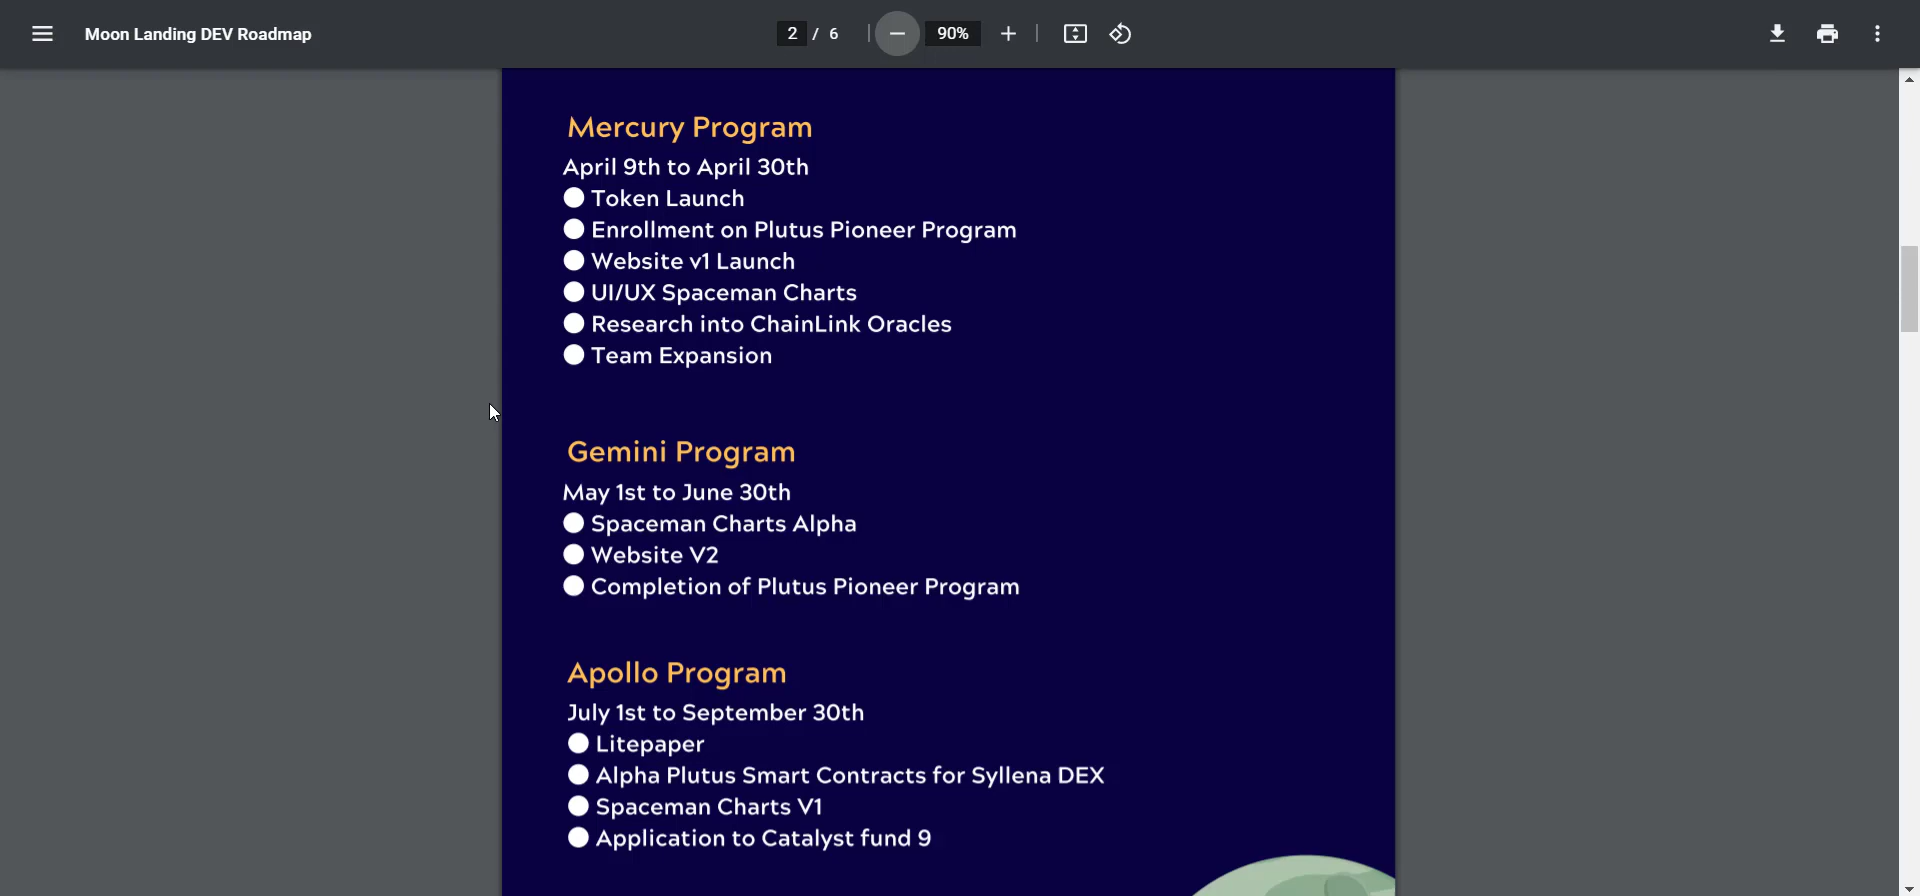 Moon Landing DEV Roadmap
2 / 6
90%
Mercury Program
April 9th to April 30th
Token Launch
Enrollment on Plutus Pioneer Program
Website v1 Launch
UI/UX Spaceman Charts
Research into ChainLink Oracles
Team Expansion
Gemini Program
May 1st to June 30th
Spaceman Charts Alpha
Website V2
Completion of Plutus Pioneer Program
Apollo Program
July 1st to September 30th
Litepaper
Alpha Plutus Smart Contracts for Syllena DEX
Spaceman Charts V1
Application to Catalyst fund 9